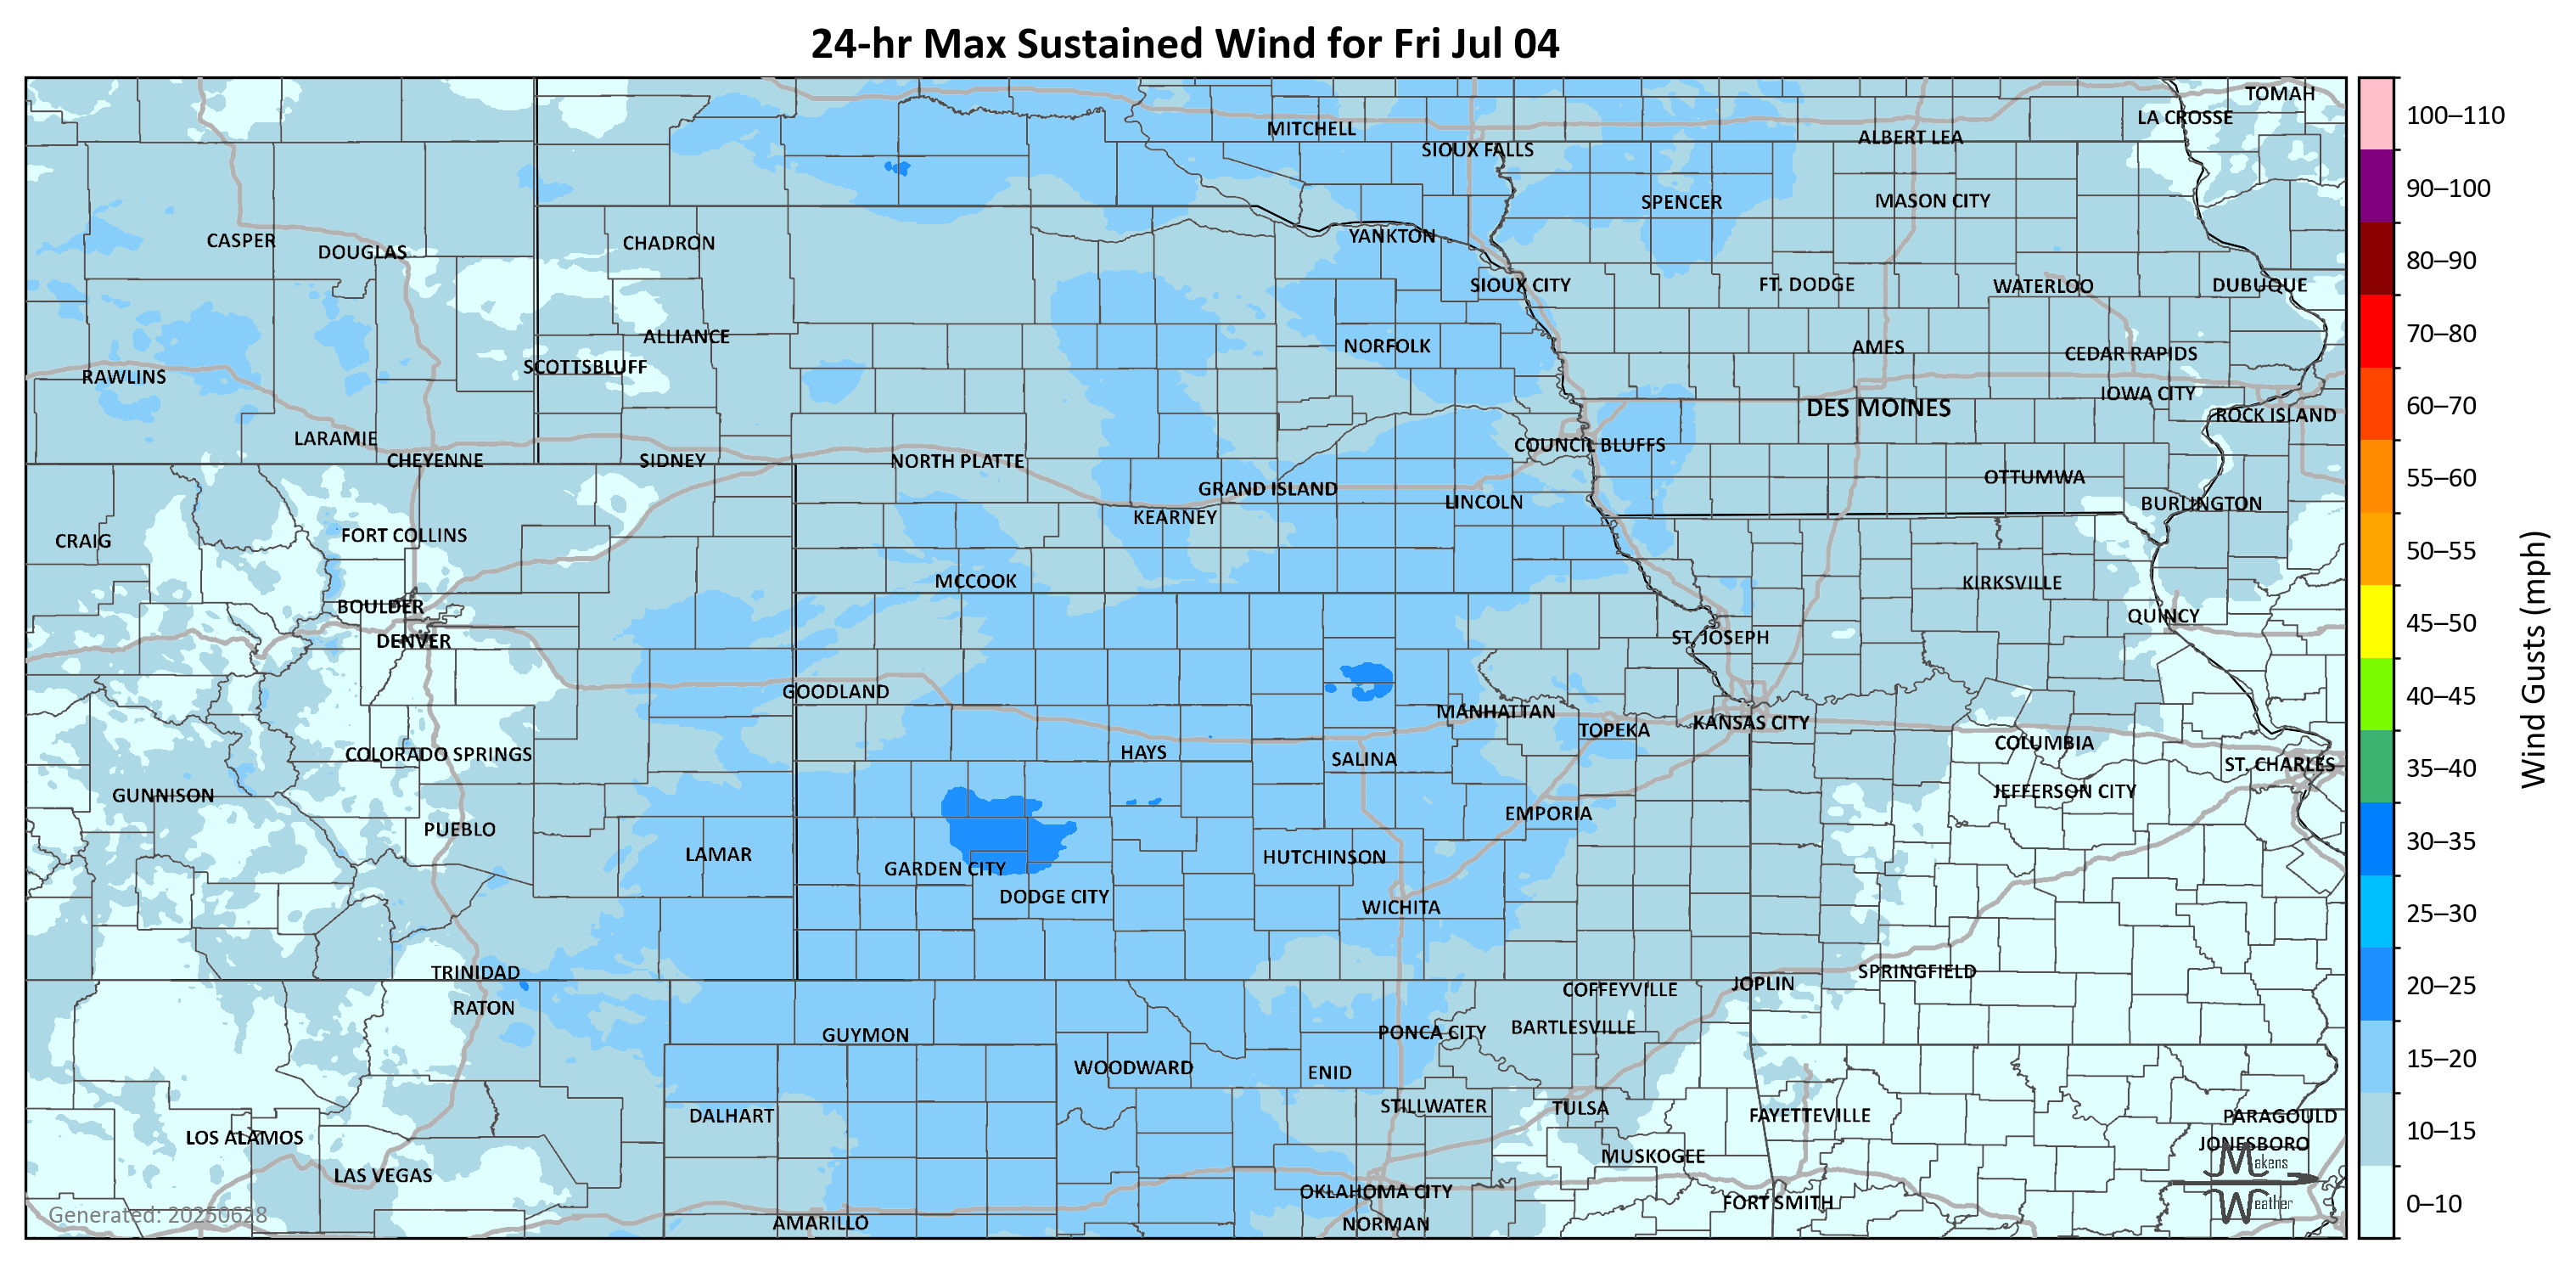 24-hr Max Sustained Wind for Fri Jul 04
TOMAH
LA CROSSE
MITCHELL
ALBERT LEA
SIOUX FALLS
SPENCER
MASON CITY
CASPER
DOUGLAS
CHADRON
YANKTON
SIOUX CITY
FT. DODGE
WATERLOO
DUBUQUE
ALLIANCE
NORFOLK
AMES
CEDAR RAPIDS
SCOTTSBLUFF
RAWLINS
IOWA CITY
DES MOINES
ROCK ISLAND
LARAMIE
COUNCIL BLUFFS
CHEYENNE
SIDNEY
NORTH PLATTE
OTTUMWA
GRAND ISLAND
LINCOLN
BURLINGTON
KEARNEY
CRAIG
FORT COLLINS
MCCOOK
KIRKSVILLE
BOULDER
QUINCY
DENVER
ST. JOSEPH
GOODLAND
MANHATTAN
TOPEKA
KANSAS CITY
COLUMBIA
COLORADO SPRINGS
HAYS
SALINA
ST. CHARLES
GUNNISON
JEFFERSON CITY
EMPORIA
PUEBLO
LAMAR
HUTCHINSON
GARDEN CITY
DODGE CITY
WICHITA
TRINIDAD
SPRINGFIELD
JOPLIN
COFFEYVILLE
RATON
BARTLESVILLE
GUYMON
PONCA CITY
WOODWARD
ENID
STILLWATER
TULSA
DALHART
FAYETTEVILLE
PARAGOULD
LOS ALAMOS
JONESBORO
MUSKOGEE
LAS VEGAS
OKLAHOMA CITY
FORT SMITH
AMARILLO
NORMAN
Generated: 20250628
Makens
Weather
100–110
90–100
80–90
70–80
60–70
55–60
50–55
45–50
40–45
35–40
30–35
25–30
20–25
15–20
10–15
0–10
Wind Gusts (mph)